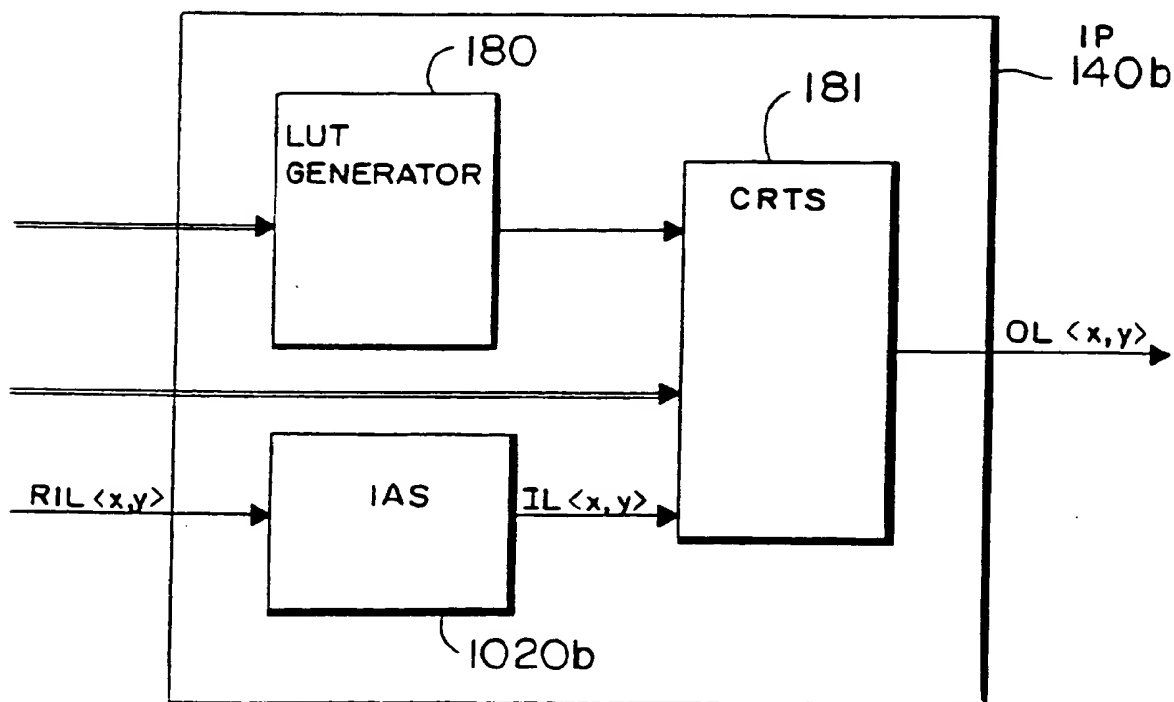 IP
140b
180
181
LUT
GENERATOR
CRTS
OL <x,y>
RIL <x,y>
IAS
IL <x,y>
1020b